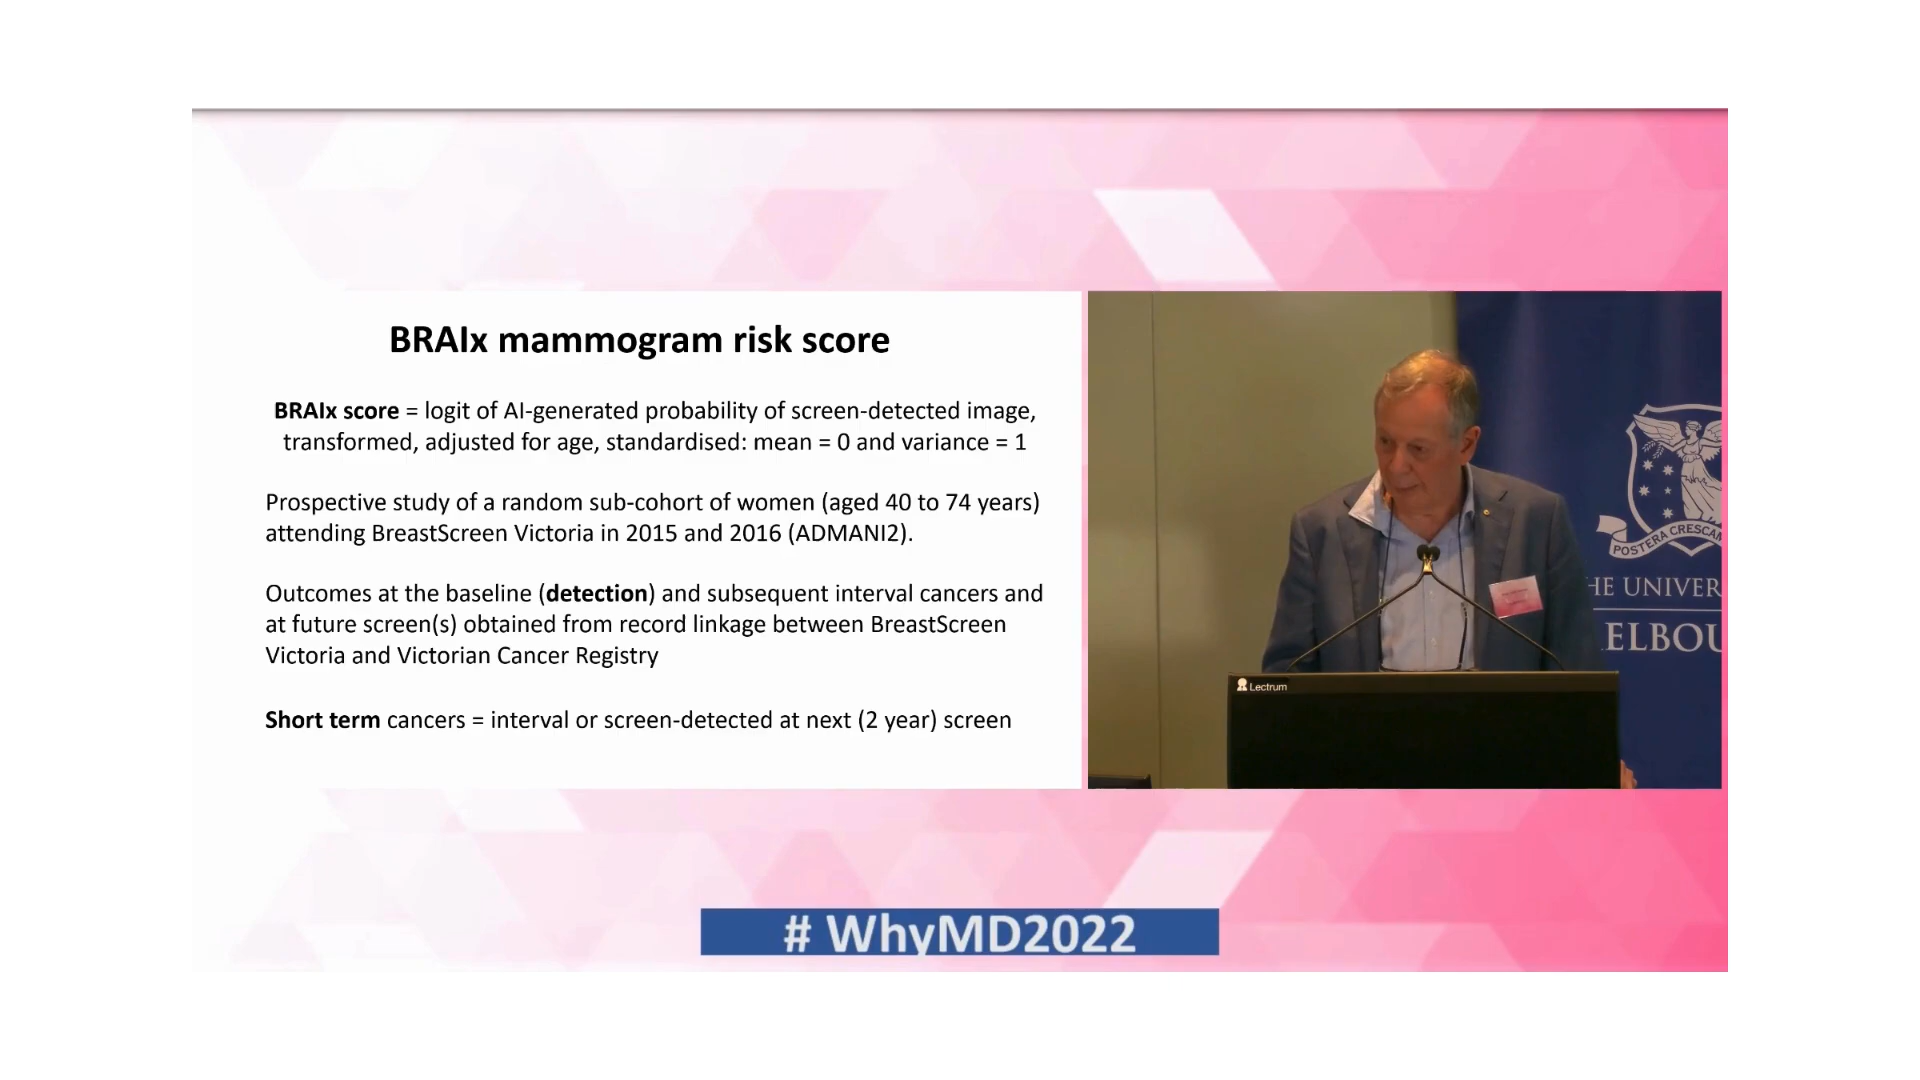 BRAIx mammogram risk score
BRAIx score = logit of AI-generated probability of screen-detected image,
transformed, adjusted for age, standardised: mean = 0 and variance = 1
Prospective study of a random sub-cohort of women (aged 40 to 74 years)
attending BreastScreen Victoria in 2015 and 2016 (ADMANI2).
Outcomes at the baseline (detection) and subsequent interval cancers and
at future screen(s) obtained from record linkage between BreastScreen
Victoria and Victorian Cancer Registry
Short term cancers = interval or screen-detected at next (2 year) screen
POSTERA CRESCAM
HE UNIVER
ELBOU
Lectrum
# WhyMD2022